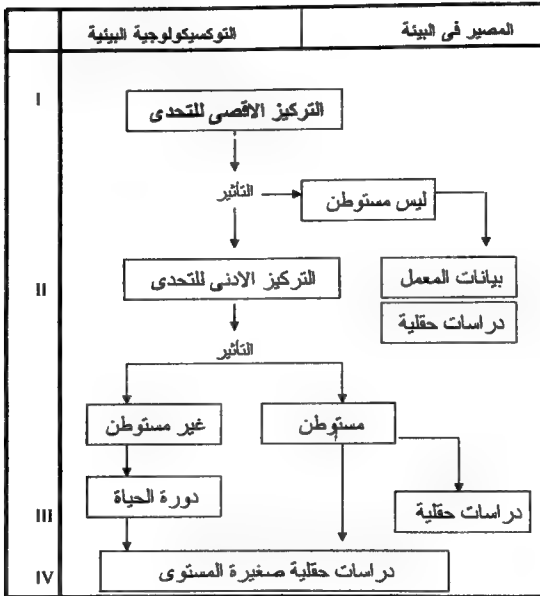 المصير فى البيئة
التوكسيكولوجية البيئية
I
التركيز الاقصى للتحدى
التأثير
ليس مستوطن
II
التركيز الادنى للتحدى
بيانات المعمل
دراسات حقلية
التأثير
مستوطن
غير مستوطن
III
دورة الحياة
دراسات حقلية
IV
دراسات حقلية صغيرة المستوى